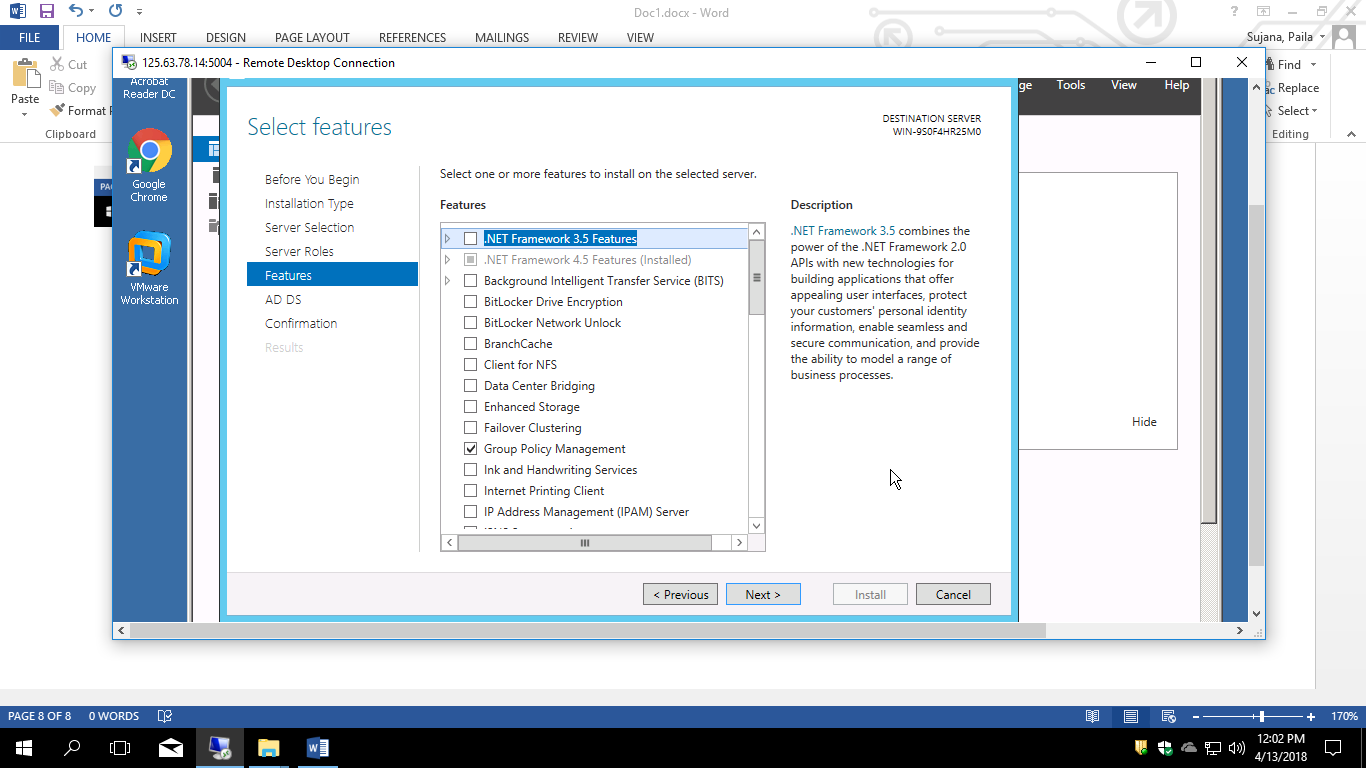 Doc1.docx - Word
FILE
HOME
INSERT
DESIGN
PAGE LAYOUT
REFERENCES
MAILINGS
REVIEW
VIEW
Sujana, Paila
Paste
Cut
Copy
Format
Clipboard
Find
Replace
Select
Editing
125.63.78.14:5004 - Remote Desktop Connection
Acrobat
Reader DC
Google
Chrome
VMware
Workstation
Tools
View
Help
Select features
DESTINATION SERVER
WIN-9S0F4HR25M0
Before You Begin
Installation Type
Server Selection
Server Roles
Features
AD DS
Confirmation
Results
Select one or more features to install on the selected server.
Features
.NET Framework 3.5 Features
.NET Framework 4.5 Features (Installed)
Background Intelligent Transfer Service (BITS)
BitLocker Drive Encryption
BitLocker Network Unlock
BranchCache
Client for NFS
Data Center Bridging
Enhanced Storage
Failover Clustering
Group Policy Management
Ink and Handwriting Services
Internet Printing Client
IP Address Management (IPAM) Server
Description
.NET Framework 3.5 combines the
power of the .NET Framework 2.0
APIs with new technologies for
building applications that offer
appealing user interfaces, protect
your customers' personal identity
information, enable seamless and
secure communication, and provide
the ability to model a range of
business processes.
Hide
< Previous
Next >
Install
Cancel
PAGE 8 OF 8
0 WORDS
170%
12:02 PM
4/13/2018